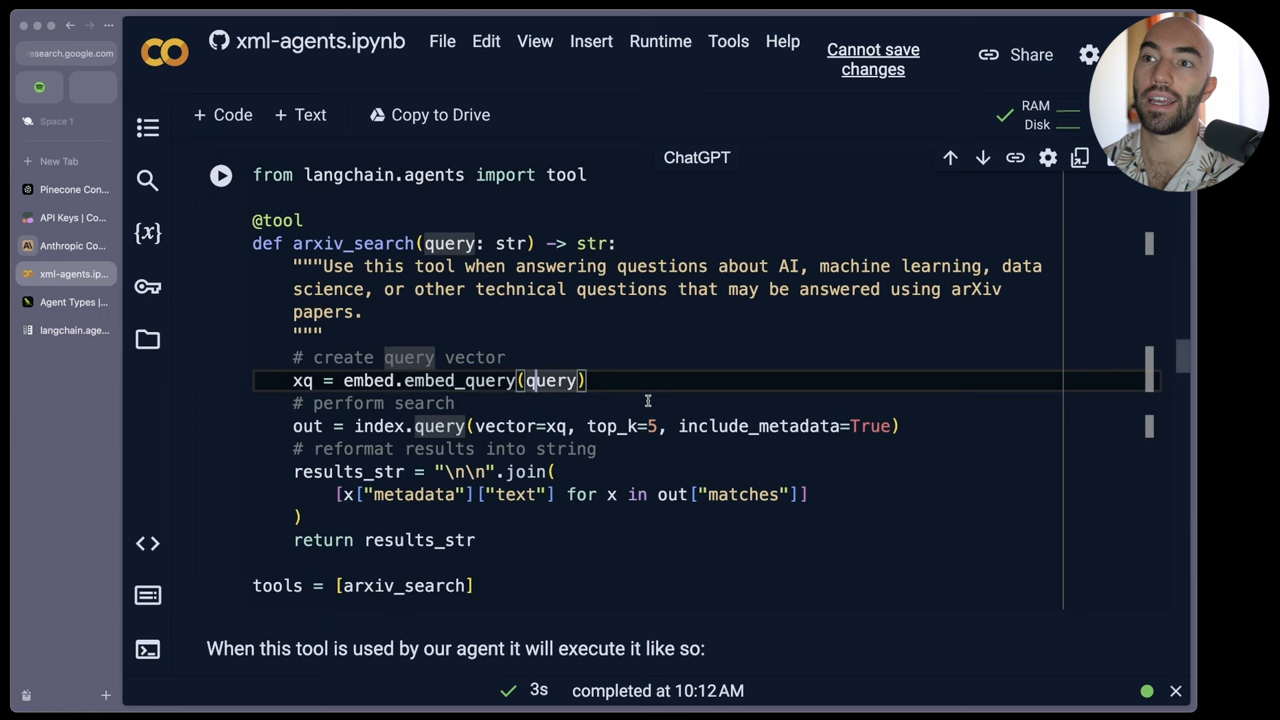 research.google.com
Space 1
New Tab
Pinecone Con...
API Keys | Co...
Anthropic Co...
xml-agents.ip...
Agent Types |...
langchain.age...
xml-agents.ipynb
File Edit View Insert Runtime Tools Help
Cannot save
changes
Share
+ Code + Text Copy to Drive
RAM
Disk
ChatGPT
from langchain.agents import tool
@tool
def arxiv_search(query: str) -> str:
"""Use this tool when answering questions about AI, machine learning, data
science, or other technical questions that may be answered using arXiv
papers.
"""
# create query vector
xq = embed.embed_query(query)
# perform search
out = index.query(vector=xq, top_k=5, include_metadata=True)
# reformat results into string
results_str = "\n\n".join(
[x["metadata"]["text"] for x in out["matches"]]
)
return results_str
tools = [arxiv_search]
When this tool is used by our agent it will execute it like so:
3s completed at 10:12 AM